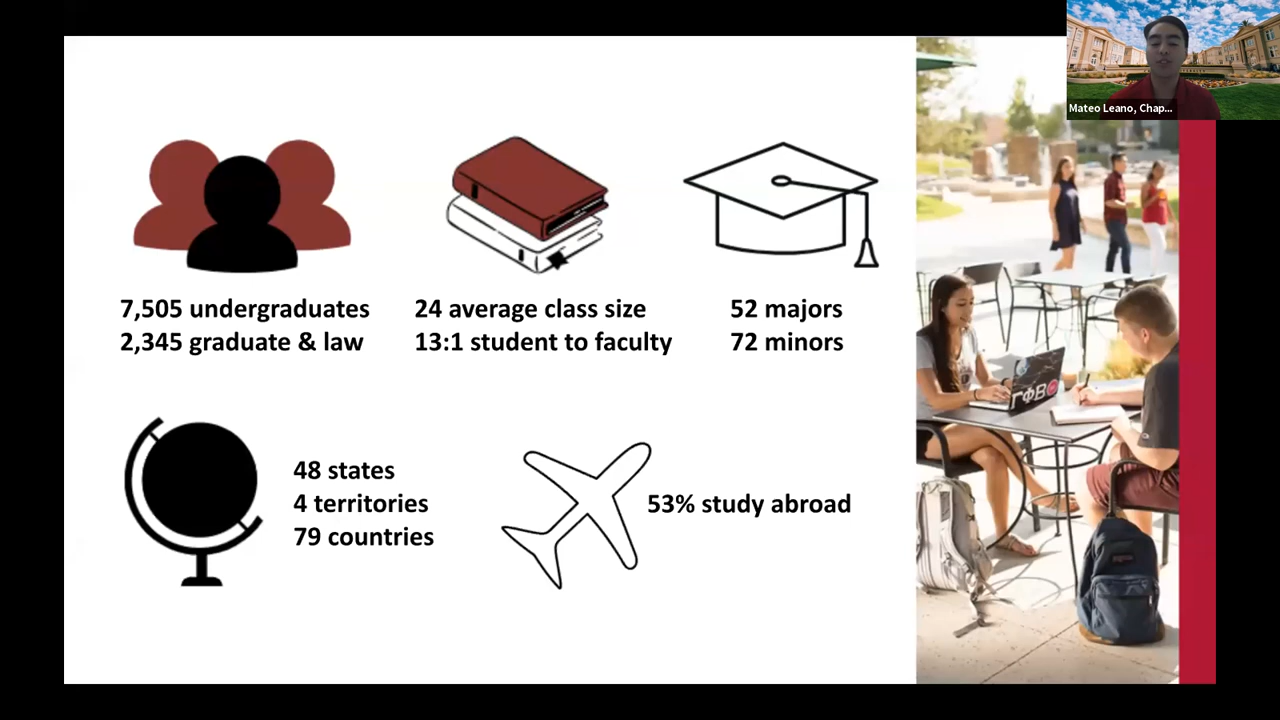 Mateo Leano, Chap...
7,505 undergraduates
2,345 graduate & law
24 average class size
13:1 student to faculty
52 majors
72 minors
48 states
4 territories
79 countries
53% study abroad
ΓΦΒ